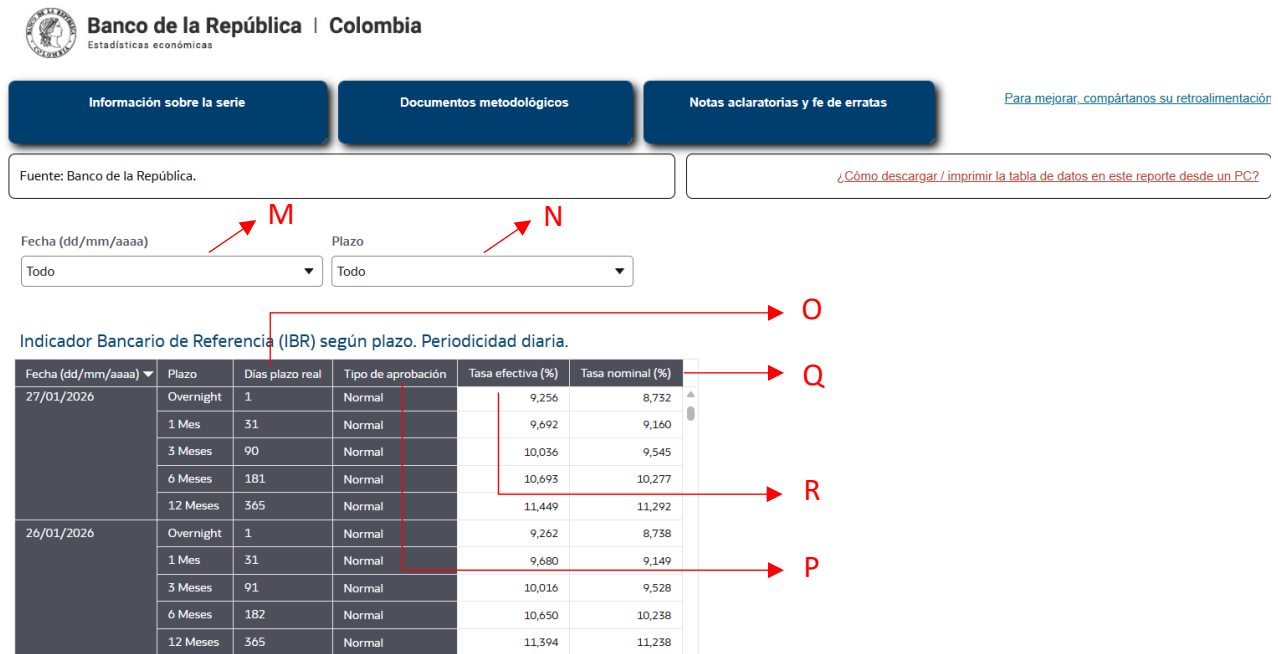 Banco de la República | Colombia
Estadísticas económicas
Información sobre la serie
Documentos metodológicos
Notas aclaratorias y fe de erratas
Para mejorar, compártanos su retroalimentación
Fuente: Banco de la República.
¿Cómo descargar / imprimir la tabla de datos en este reporte desde un PC?
M
N
Fecha (dd/mm/aaaa)
Plazo
Todo
Todo
O
Indicador Bancario de Referencia (IBR) según plazo. Periodicidad diaria.
Fecha (dd/mm/aaaa) Plazo Días plazo real Tipo de aprobación Tasa efectiva (%) Tasa nominal (%)
Q
27/01/2026 Overnight 1 Normal 9,256 8,732
1 Mes 31 Normal 9,692 9,160
3 Meses 90 Normal 10,036 9,545
6 Meses 181 Normal 10,693 10,277
R
12 Meses 365 Normal 11,449 11,292
26/01/2026 Overnight 1 Normal 9,262 8,738
1 Mes 31 Normal 9,680 9,149
P
3 Meses 91 Normal 10,016 9,528
6 Meses 182 Normal 10,650 10,238
12 Meses 365 Normal 11,394 11,238